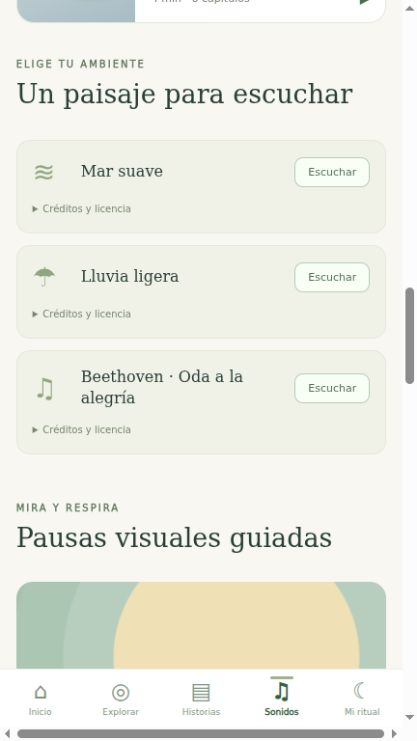 ELIGE TU AMBIENTE
Un paisaje para escuchar
Mar suave
Escuchar
Créditos y licencia
Lluvia ligera
Escuchar
Créditos y licencia
Beethoven · Oda a la
alegría
Escuchar
Créditos y licencia
MIRA Y RESPIRA
Pausas visuales guiadas
Inicio
Explorar
Historias
Sonidos
Mi ritual